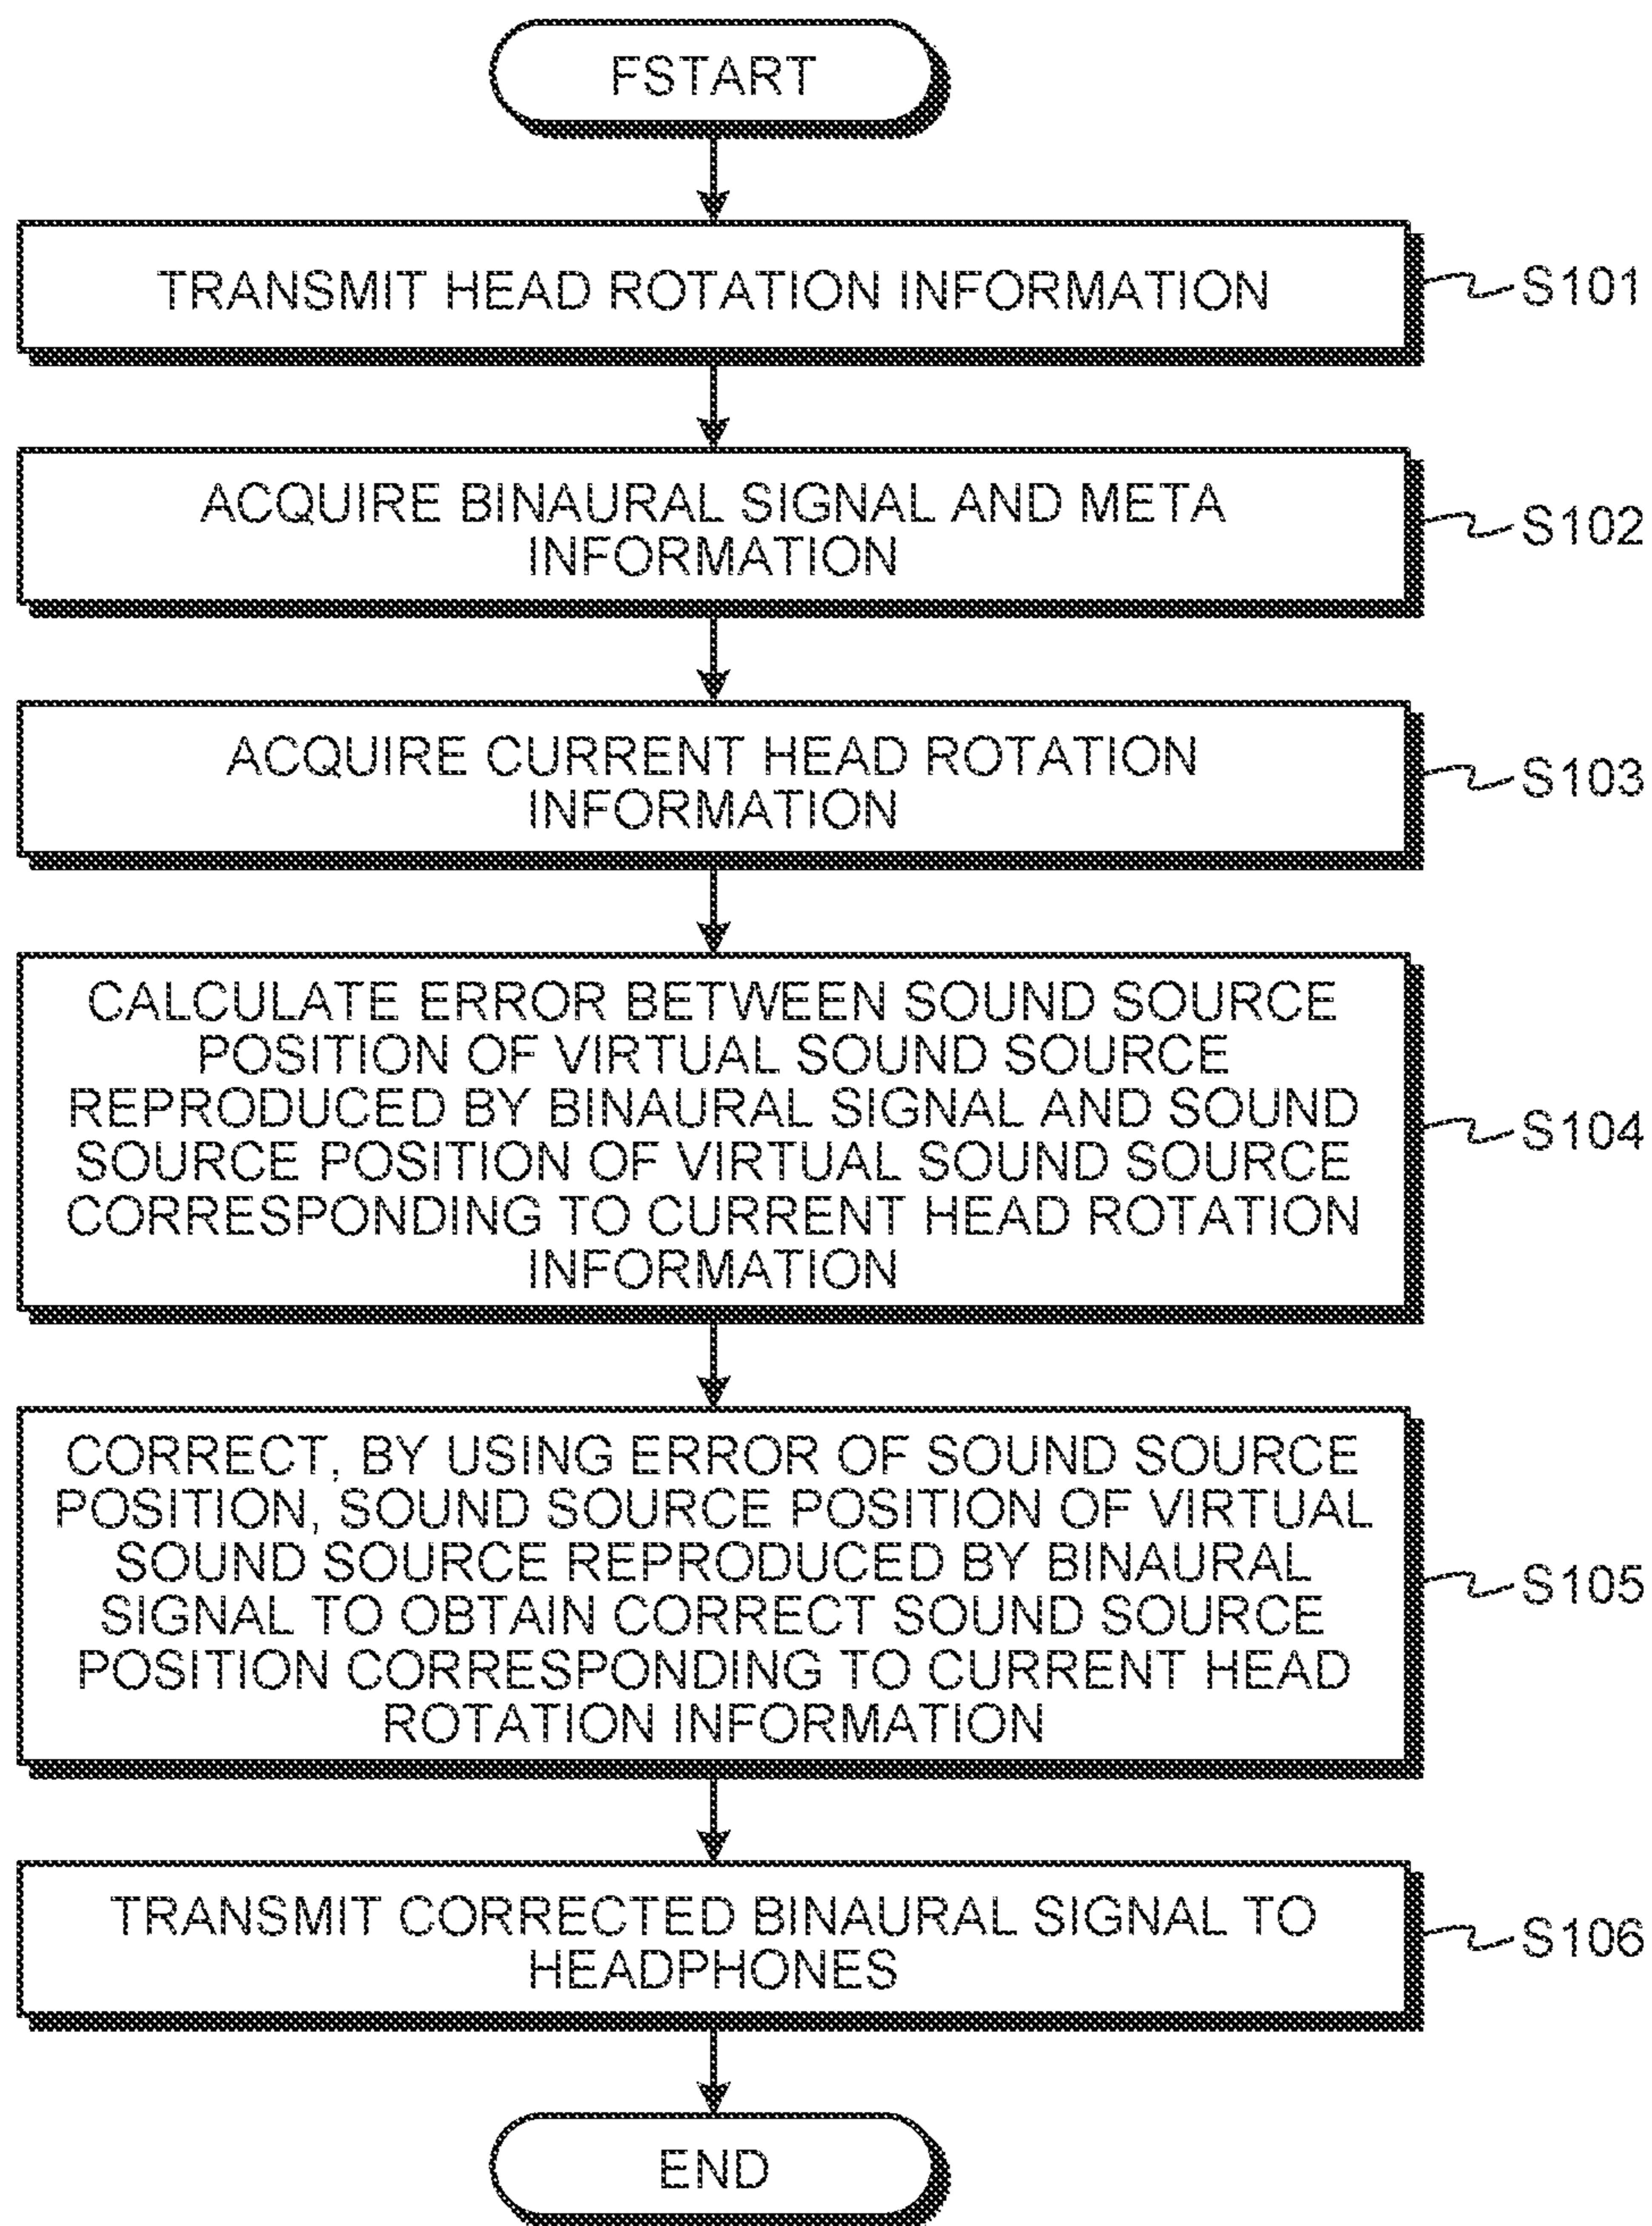 FSTART
TRANSMIT HEAD ROTATION INFORMATION
S101
ACQUIRE BINAURAL SIGNAL AND META
INFORMATION
S102
ACQUIRE CURRENT HEAD ROTATION
INFORMATION
S103
CALCULATE ERROR BETWEEN SOUND SOURCE
POSITION OF VIRTUAL SOUND SOURCE
REPRODUCED BY BINAURAL SIGNAL AND SOUND
SOURCE POSITION OF VIRTUAL SOUND SOURCE
CORRESPONDING TO CURRENT HEAD ROTATION
INFORMATION
S104
CORRECT, BY USING ERROR OF SOUND SOURCE
POSITION, SOUND SOURCE POSITION OF VIRTUAL
SOUND SOURCE REPRODUCED BY BINAURAL
SIGNAL TO OBTAIN CORRECT SOUND SOURCE
POSITION CORRESPONDING TO CURRENT HEAD
ROTATION INFORMATION
S105
TRANSMIT CORRECTED BINAURAL SIGNAL TO
HEADPHONES
S106
END